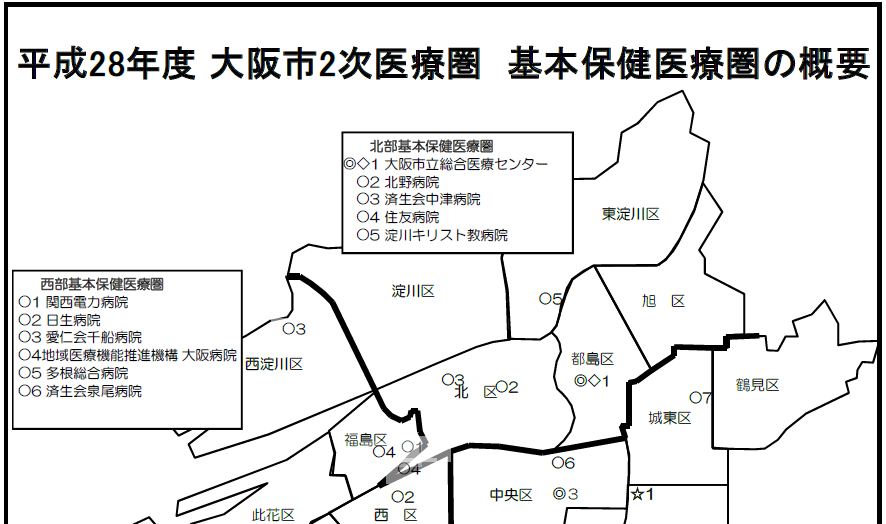 平成28年度 大阪市2次医療圏　基本保健医療圏の概要
北部基本保健医療圏
◎◇1 大阪市立総合医療センター
○2 北野病院
○3 済生会中津病院
○4 住友病院
○5 淀川キリスト教病院
東淀川区
西部基本保健医療圏
○1 関西電力病院
○2 日生病院
○3 愛仁会千船病院
○4地域医療機能推進機構 大阪病院
○5 多根総合病院
○6 済生会泉尾病院
淀川区
○5
旭 区
○3
西淀川区
都島区
◎◇1
○3
北 区
○2
○7
鶴見区
城東区
福島区
○4
○1
○4
○6
○2
西 区
中央区
◎3
☆1
此花区